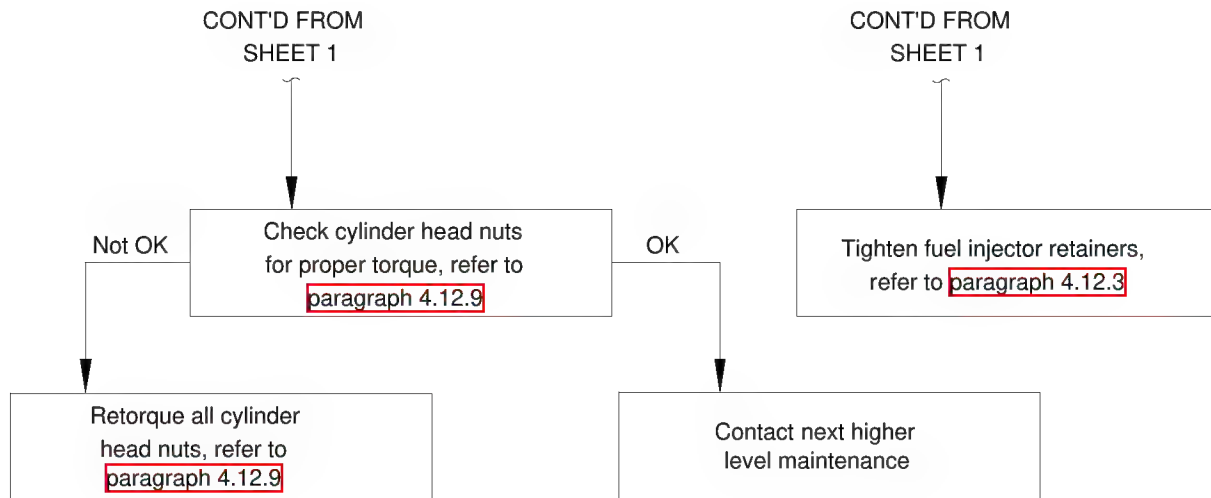 CONT'D FROM
SHEET 1
CONT'D FROM
SHEET 1
Check cylinder head nuts
for proper torque, refer to
paragraph 4.12.9
Not OK
OK
Tighten fuel injector retainers,
refer to paragraph 4.12.3
Retorque all cylinder
head nuts, refer to
paragraph 4.12.9
Contact next higher
level maintenance